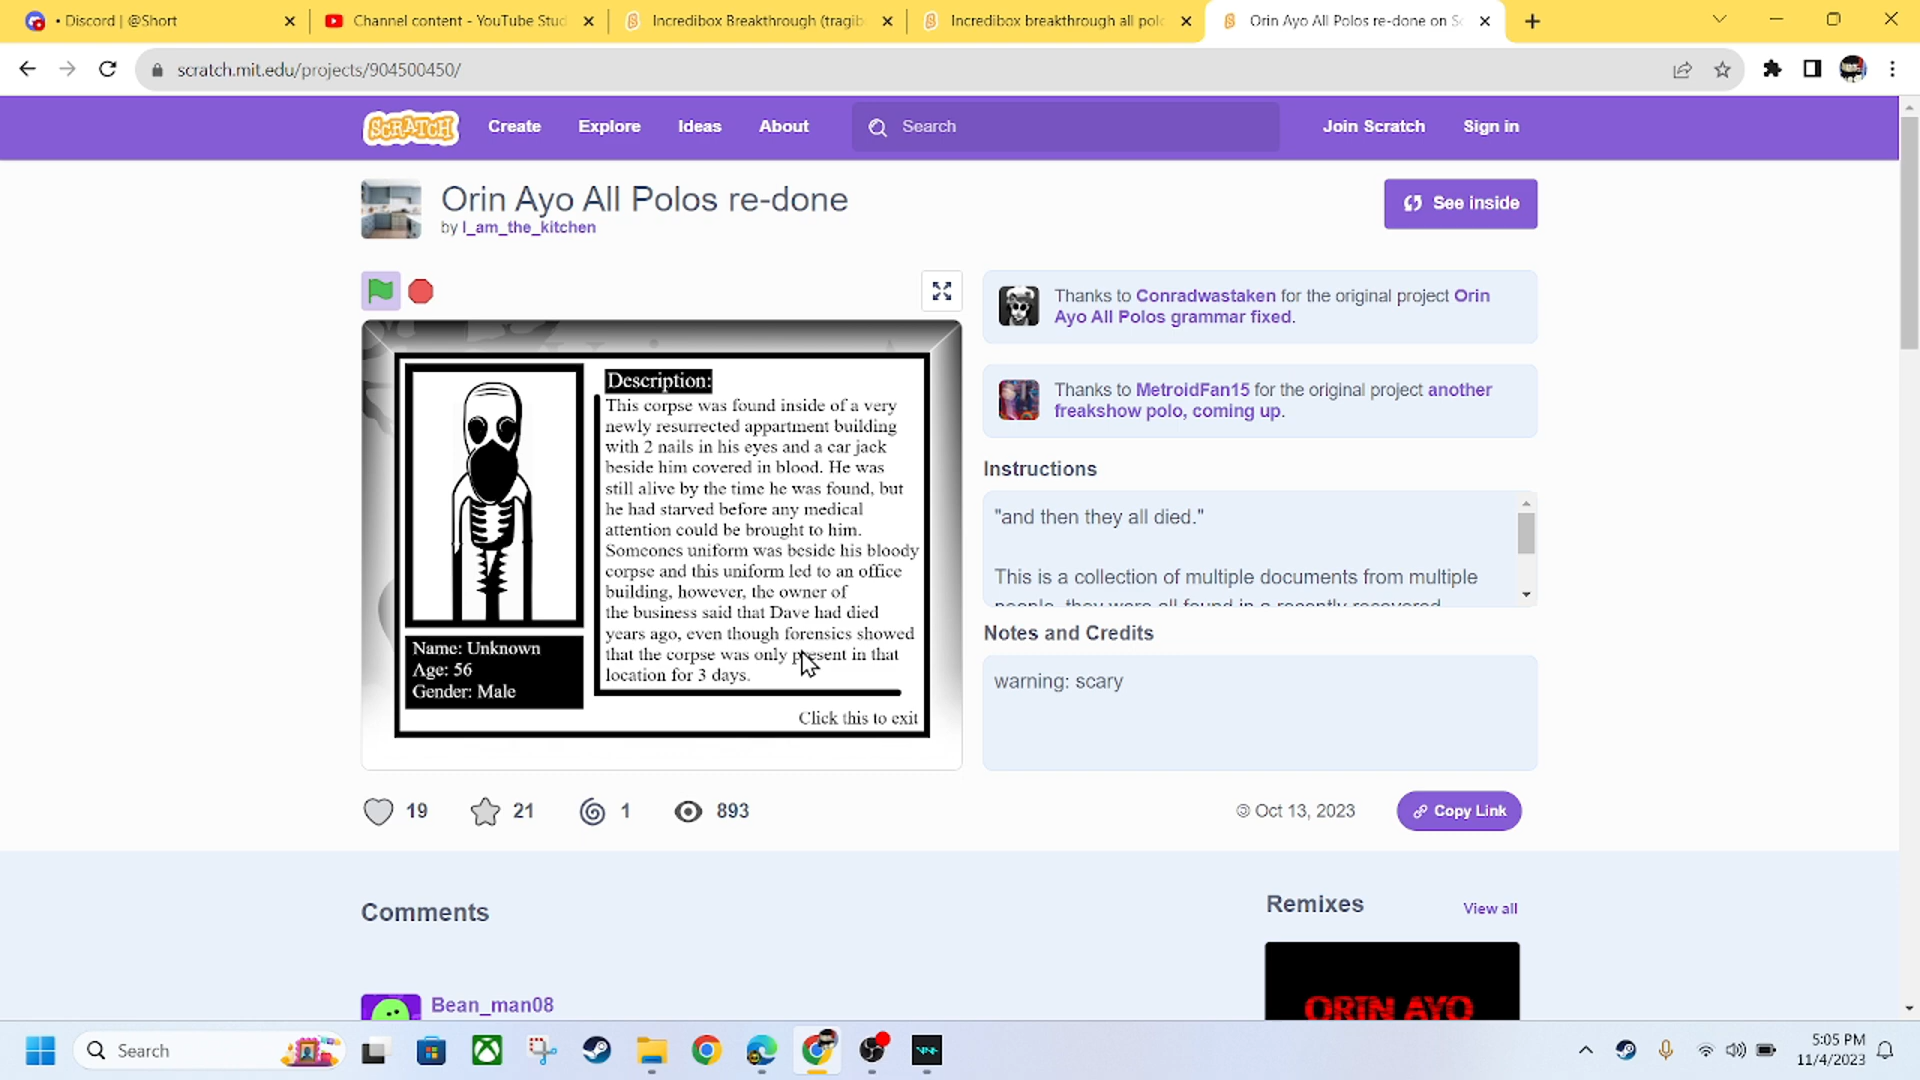 • Discord | @Short
Channel content - YouTube Stud
Incredibox Breakthrough (tragib
Incredibox breakthrough all polo
Orin Ayo All Polos re-done on Sc
scratch.mit.edu/projects/904500450/
SCRATCH
Create
Explore
Ideas
About
Search
Join Scratch
Sign in
Orin Ayo All Polos re-done
by I_am_the_kitchen
See inside
Thanks to Conradwastaken for the original project Orin
Ayo All Polos grammar fixed.
Thanks to MetroidFan15 for the original project another
freakshow polo, coming up.
Description:
This corpse was found inside of a very
newly resurrected appartment building
with 2 nails in his eyes and a car jack
beside him covered in blood. He was
still alive by the time he was found, but
he had starved before any medical
attention could be brought to him.
Someones uniform was beside his bloody
corpse and this uniform led to an office
building, however, the owner of
the business said that Dave had died
years ago, even though forensics showed
that the corpse was only present in that
location for 3 days.
Name: Unknown
Age: 56
Gender: Male
Click this to exit
Instructions
"and then they all died."
This is a collection of multiple documents from multiple
people, they were all found in a recently recovered
Notes and Credits
warning: scary
19
21
1
893
Oct 13, 2023
Copy Link
Comments
Remixes
View all
Bean_man08
ORIN AYO
Search
5:05 PM
11/4/2023